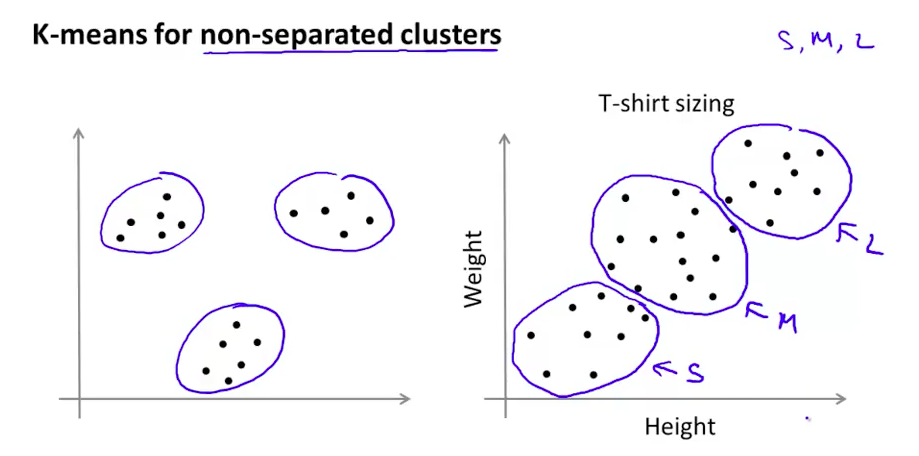 K-means for non-separated clusters
S, M, L
T-shirt sizing
Weight
L
M
S
Height